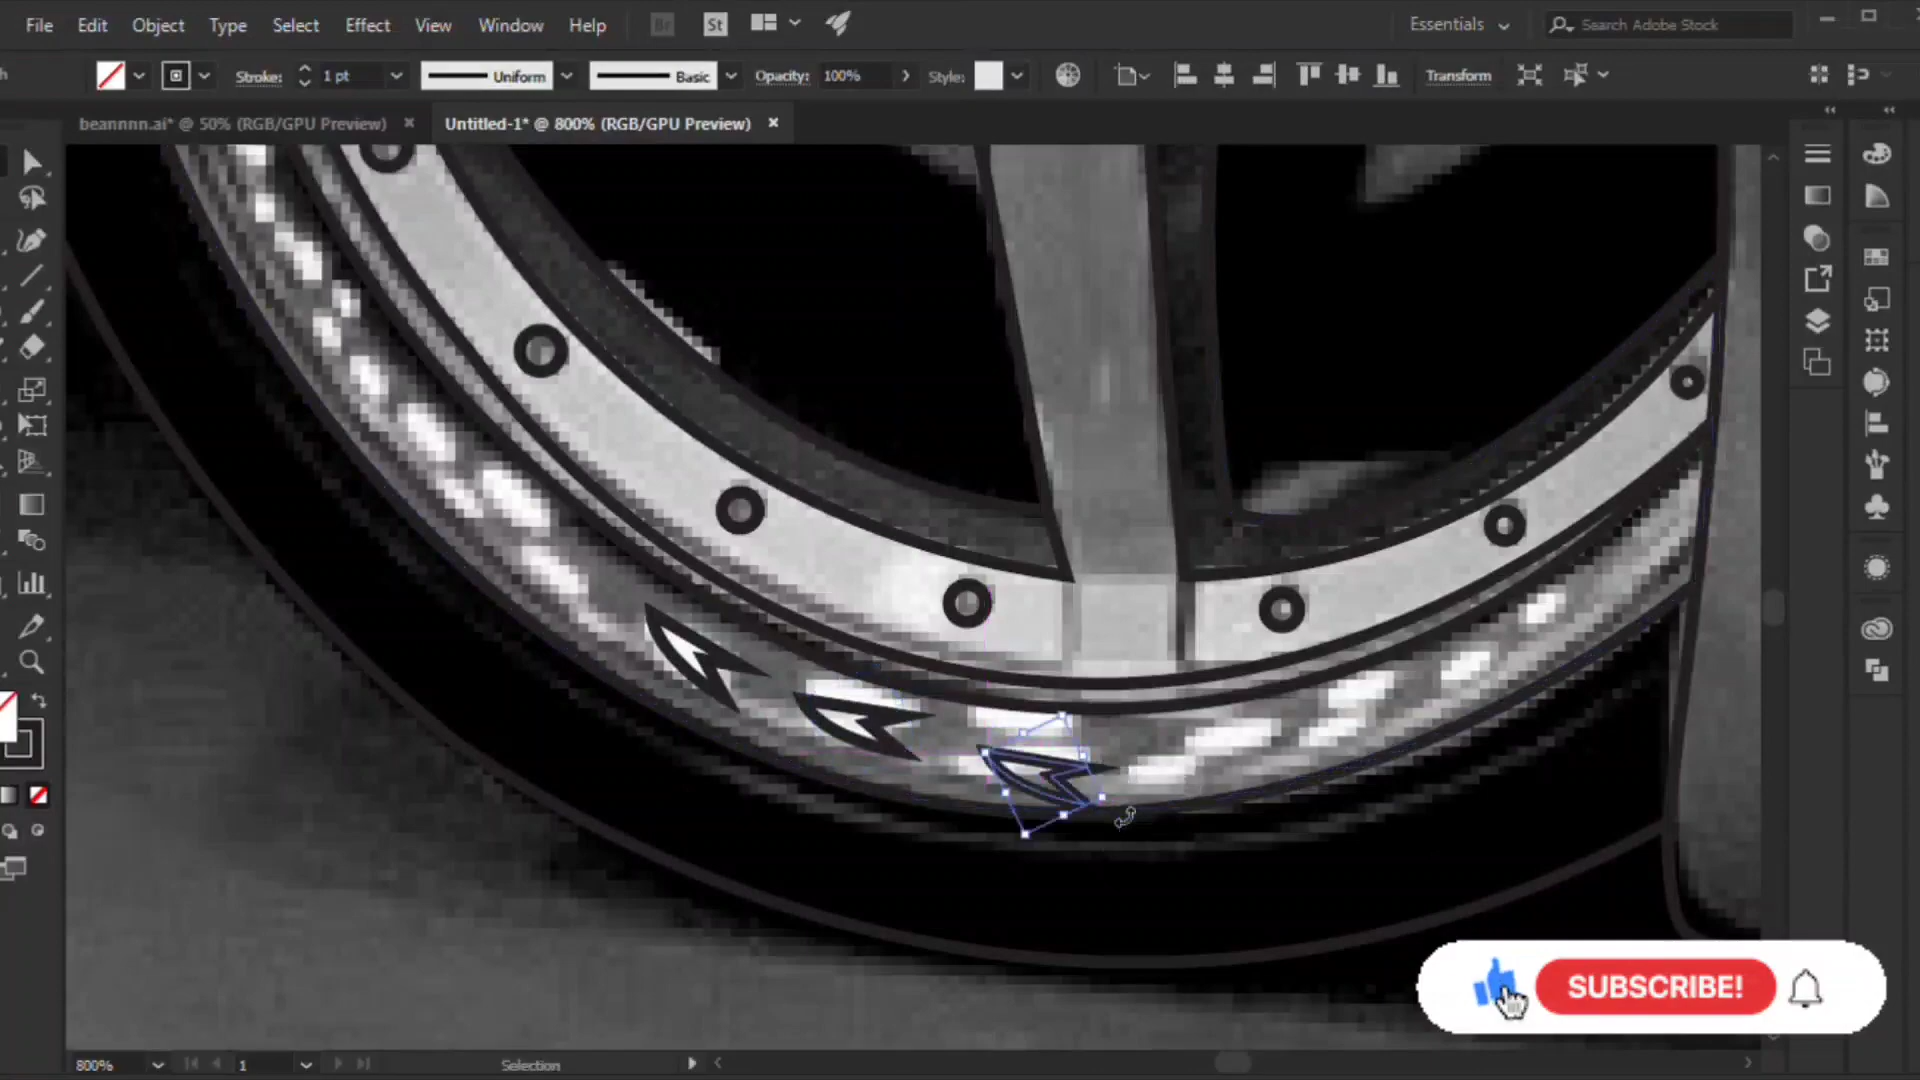 File Edit Object Type Select Effect View Window Help Br St Essentials Search Adobe Stock
h Stroke: 1 pt Uniform Basic Opacity: 100% Style: Transform
beannnn.ai* @ 50% (RGB/GPU Preview) × Untitled-1* @ 800% (RGB/GPU Preview) ×
SUBSCRIBE!
800% 1 Selection